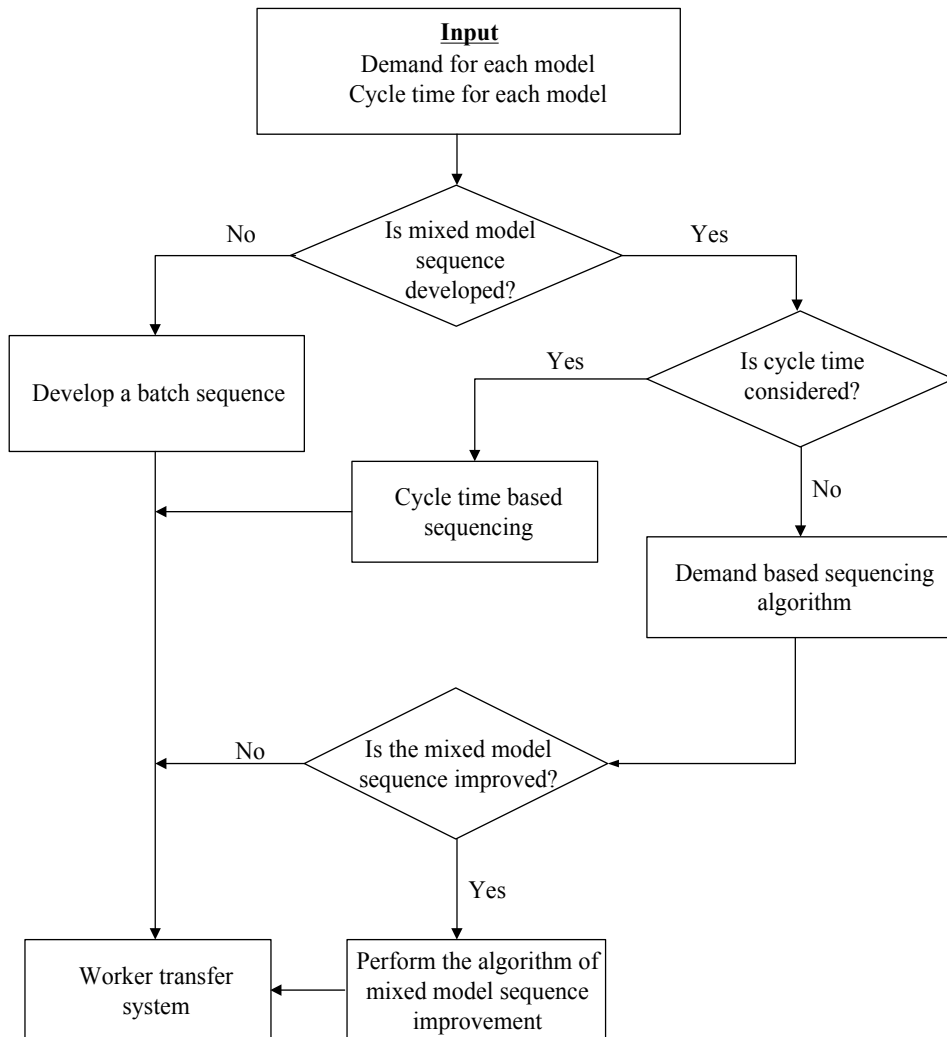 Input
Demand for each model
Cycle time for each model
No
Is mixed model
sequence
developed?
Yes
Develop a batch sequence
Yes
Is cycle time
considered?
Cycle time based
sequencing
No
Demand based sequencing
algorithm
No
Is the mixed model
sequence improved?
Yes
Worker transfer
system
Perform the algorithm of
mixed model sequence
improvement